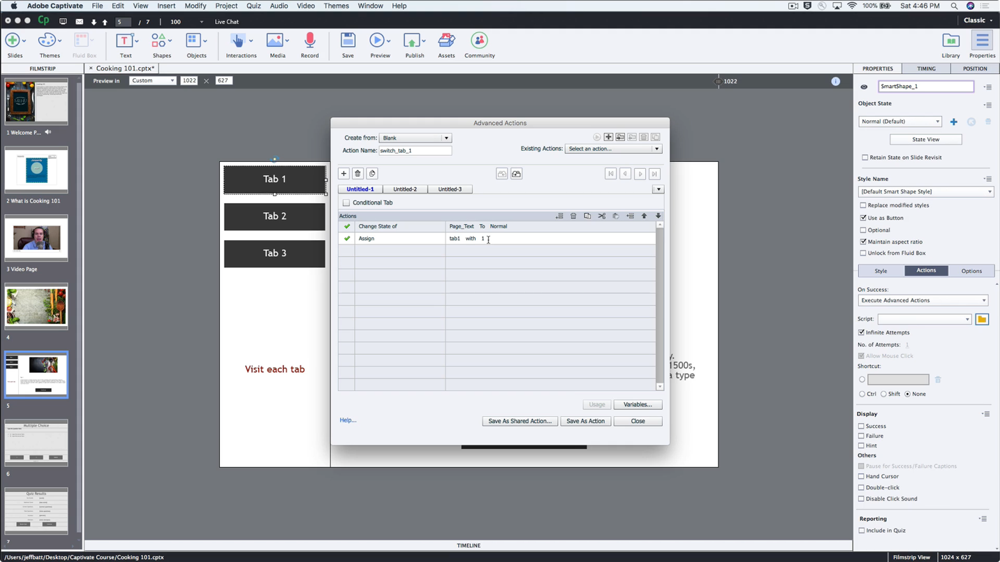 Adobe Captivate File Edit View Insert Modify Project Quiz Audio Video Themes Window Help 5 100% Sat 4:46 PM
Cp 5 / 7 100 Live Chat Classic
Slides Themes Fluid Box Text Shapes Objects Interactions Media Record Save Preview Publish Assets Community Library Properties
FILMSTRIP × Cooking 101.cptx* PROPERTIES TIMING POSITION
Preview in Custom 1022 × 627 1022
SmartShape_1
Object State
Normal (Default)
State View
Retain State on Slide Revisit
Style Name
[Default Smart Shape Style]
Replace modified styles
Use as Button
Optional
Maintain aspect ratio
Unlock from Fluid Box
Style Actions Options
On Success:
Execute Advanced Actions
Script:
Infinite Attempts
No. of Attempts: 1
Allow Mouse Click
Shortcut:
Ctrl Shift None
Display
Success
Failure
Hint
Others
Pause for Success/Failure Captions
Hand Cursor
Double-click
Disable Click Sound
Reporting
Include in Quiz
1 Welcome P...
2 What is Cooking 101
3 Video Page
4
5
Multiple Choice
6
Quiz Results
7
Tab 1
Tab 2
Tab 3
Visit each tab
y.
1500s,
a type
Advanced Actions
Create from: Blank
Action Name: switch_tab_1 Existing Actions: Select an action...
Untitled-1 Untitled-2 Untitled-3
Conditional Tab
Actions
Change State of Page_Text To Normal
Assign tab1 with 1
Usage Variables...
Help... Save As Shared Action... Save As Action Close
TIMELINE
/Users/jeffbatt/Desktop/Captivate Course/Cooking 101.cptx Filmstrip View 1024 x 627